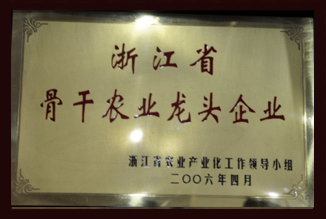 浙江省
骨干农业龙头企业
浙江省农业产业化工作领导小组
二〇〇六年四月